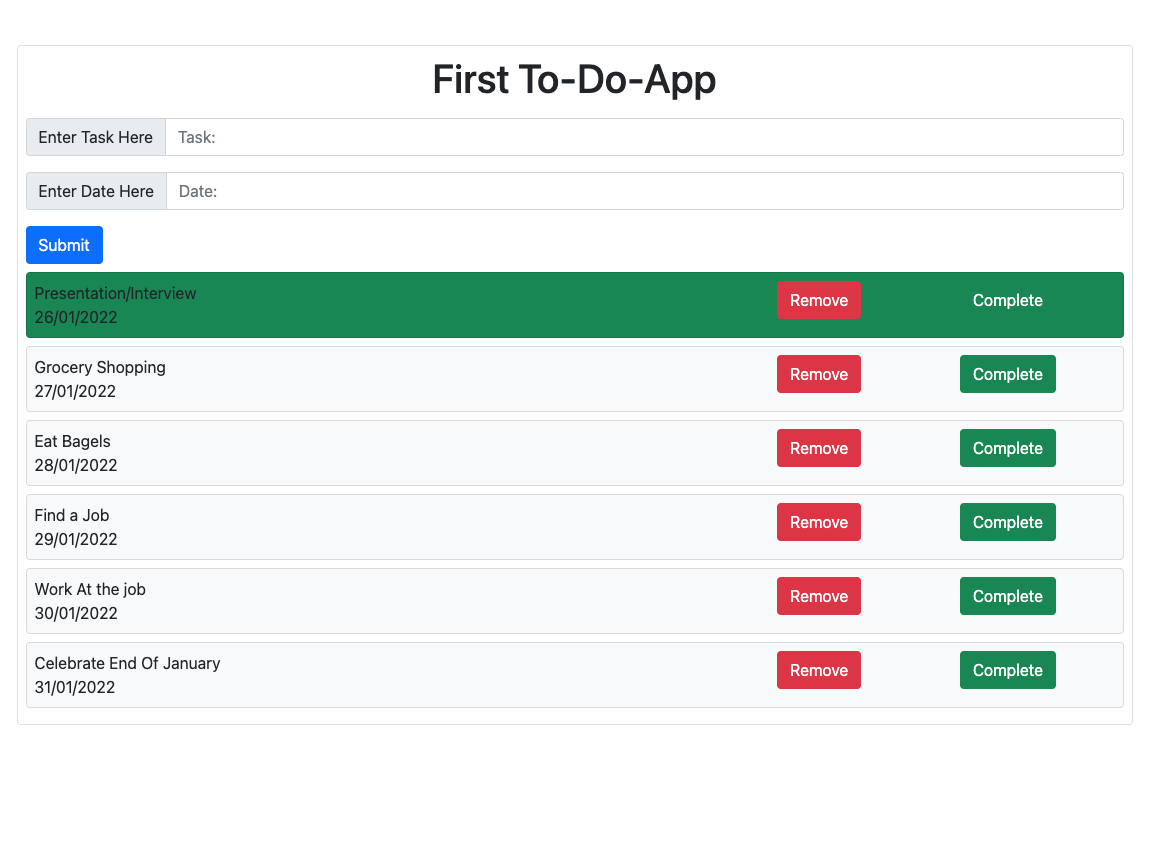 First To-Do-App
Enter Task Here Task:
Enter Date Here Date:
Submit
Presentation/Interview Remove Complete
26/01/2022
Grocery Shopping Remove Complete
27/01/2022
Eat Bagels Remove Complete
28/01/2022
Find a Job Remove Complete
29/01/2022
Work At the job Remove Complete
30/01/2022
Celebrate End Of January Remove Complete
31/01/2022